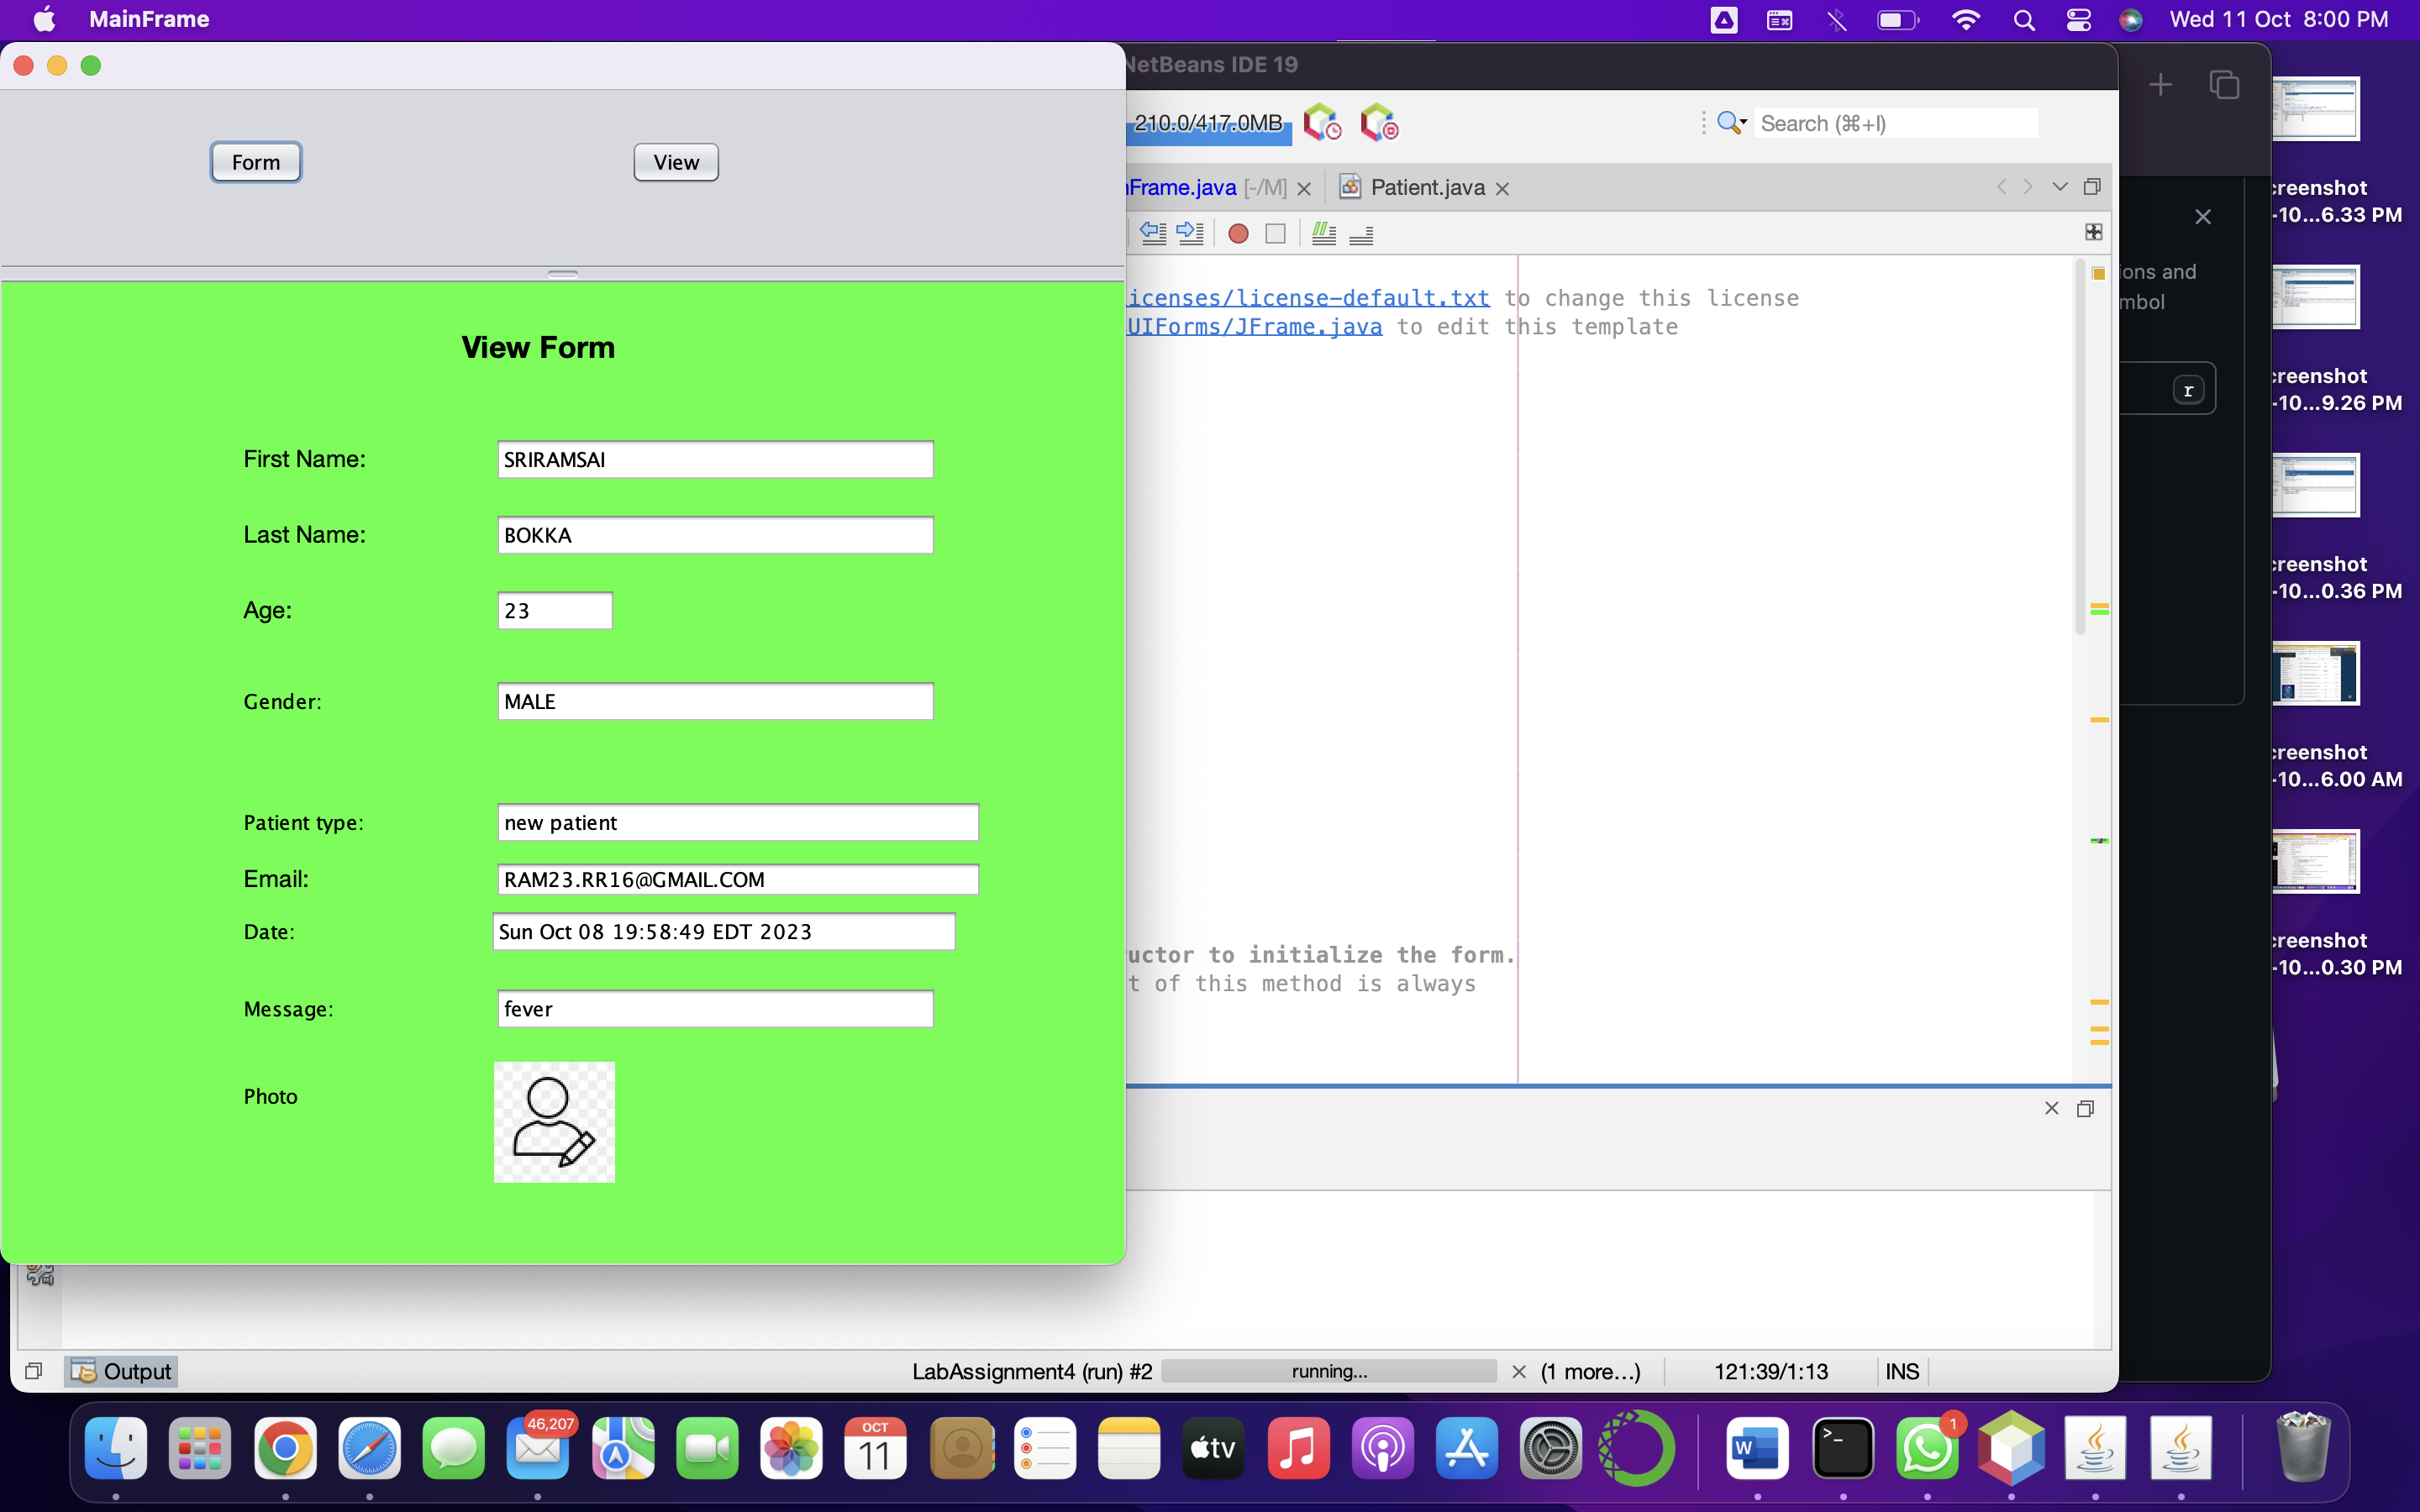 MainFrame
Wed 11 Oct 8:00 PM
NetBeans IDE 19
210.0/417.0MB
Search (⌘+I)
Form
View
nFrame.java [-/M]
Patient.java
icenses/license-default.txt to change this license
UIForms/JFrame.java to edit this template
ions and
mbol
r
View Form
First Name:
SRIRAMSAI
Last Name:
BOKKA
Age:
23
Gender:
MALE
Patient type:
new patient
Email:
RAM23.RR16@GMAIL.COM
Date:
Sun Oct 08 19:58:49 EDT 2023
Message:
fever
Photo
uctor to initialize the form.
t of this method is always
creenshot
-10...6.33 PM
creenshot
-10...9.26 PM
creenshot
-10...0.36 PM
creenshot
-10...6.00 AM
creenshot
-10...0.30 PM
Output
LabAssignment4 (run) #2
running...
(1 more...)
121:39/1:13
INS
46,207
OCT
11
tv
W
>_
1